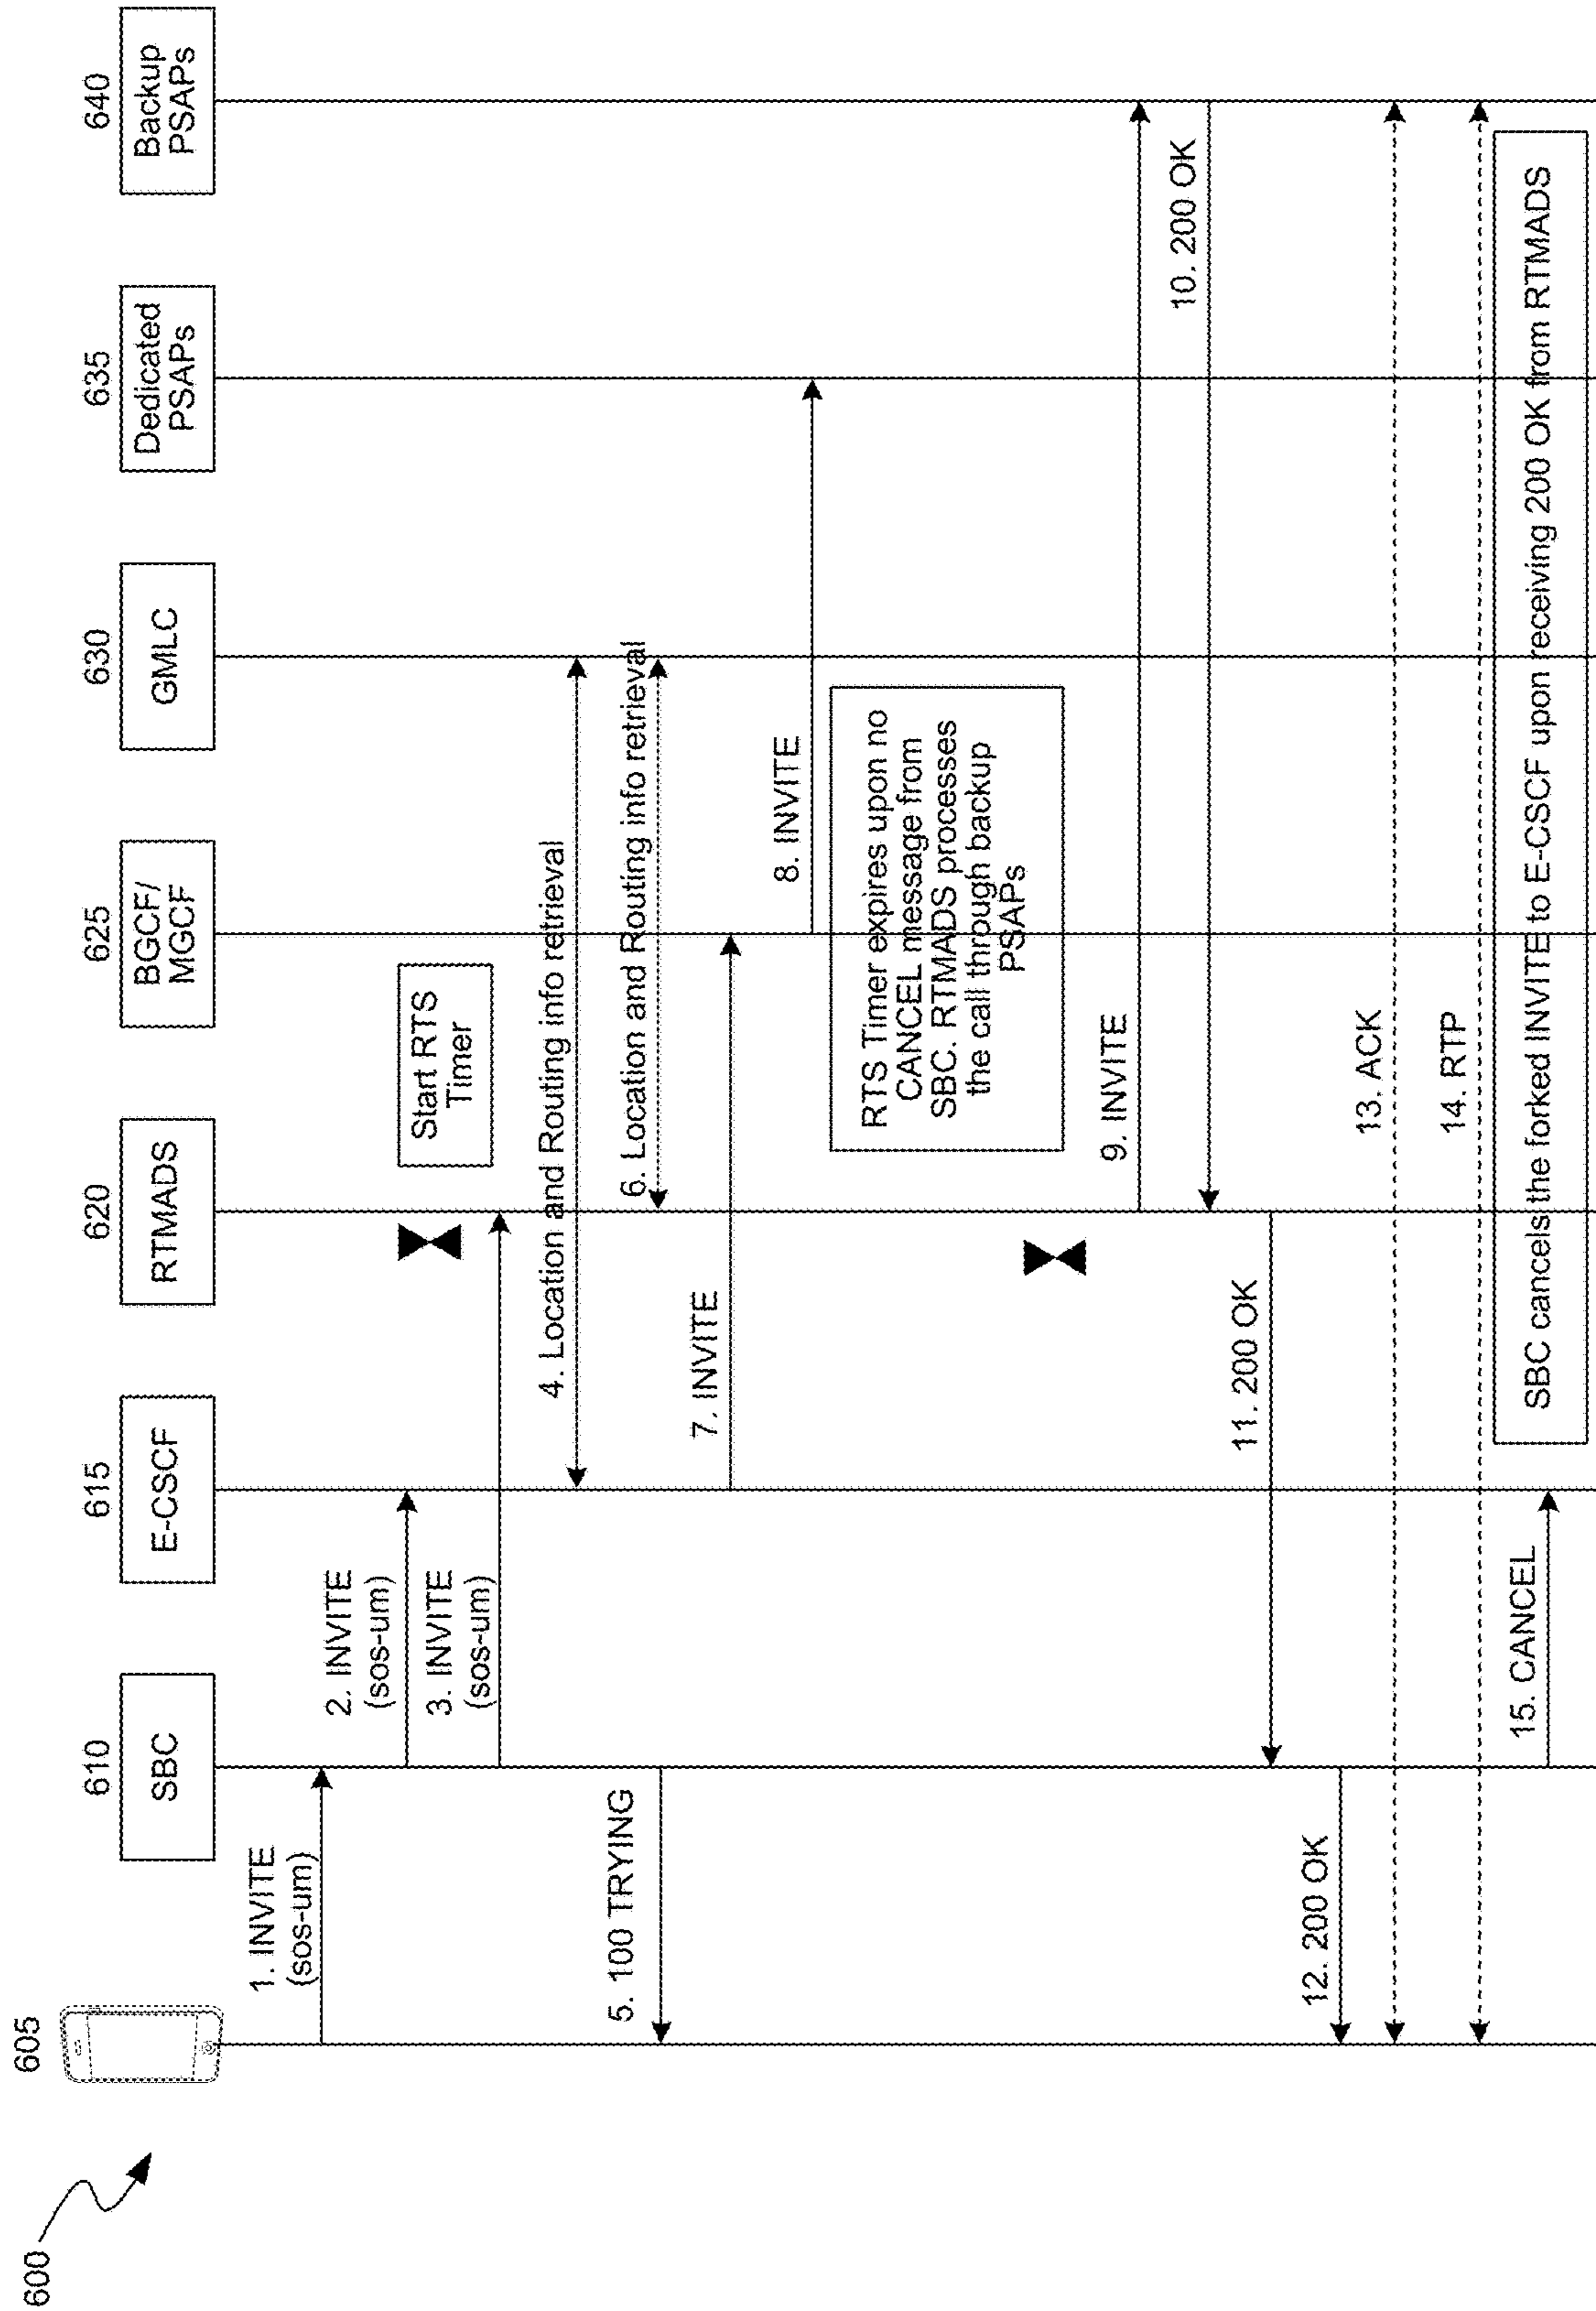 600
605
610
615
620
625
630
635
640
SBC
E-CSCF
RTMADS
BGCF/
MGCF
GMLC
Dedicated
PSAPs
Backup
PSAPs
1. INVITE
(sos-um)
2. INVITE
(sos-um)
3. INVITE
(sos-um)
Start RTS
Timer
4. Location and Routing info retrieval
5. 100 TRYING
6. Location and Routing info retrieval
7. INVITE
8. INVITE
RTS Timer expires upon no
CANCEL message from
SBC. RTMADS processes
the call through backup
PSAPs
9. INVITE
10. 200 OK
11. 200 OK
12. 200 OK
13. ACK
14. RTP
15. CANCEL
SBC cancels the forked INVITE to E-CSCF upon receiving 200 OK from RTMADS